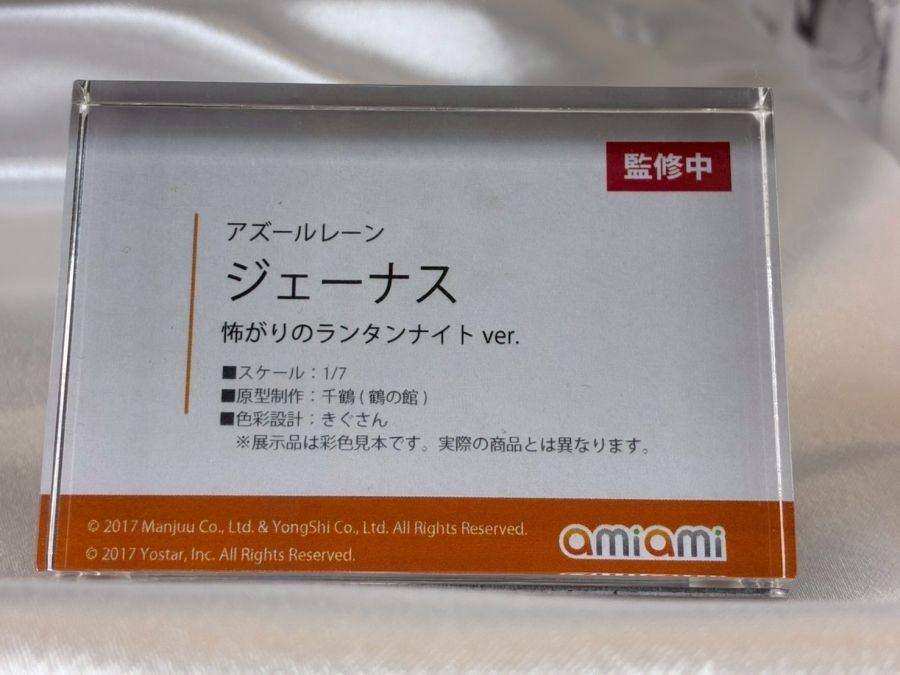 監修中
アズールレーン
ジェーナス
怖がりのランタンナイト ver.
■スケール：1/7
■原型制作：千鶴 ( 鶴の館 )
■色彩設計：きぐさん
※展示品は彩色見本です。実際の商品とは異なります。
© 2017 Manjuu Co., Ltd. & YongShi Co., Ltd. All Rights Reserved.
© 2017 Yostar, Inc. All Rights Reserved.
amiami